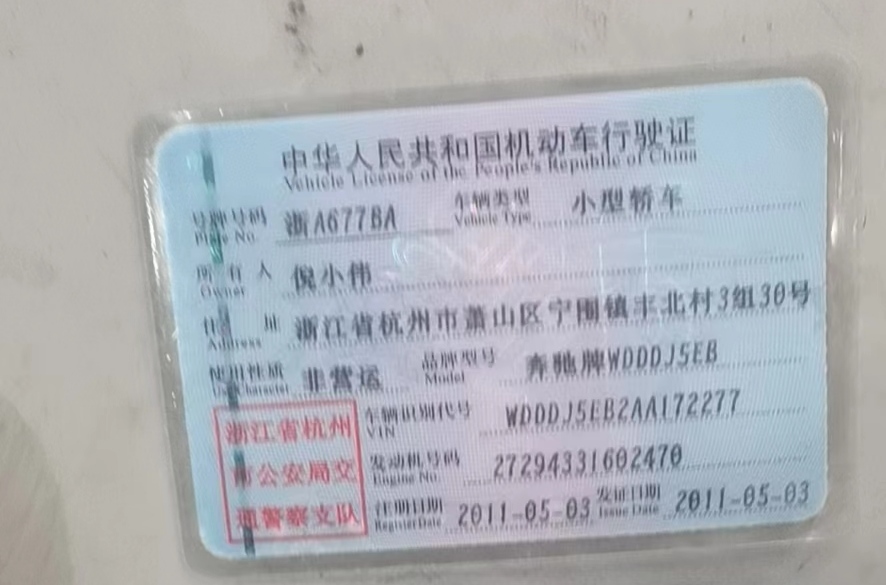 中华人民共和国机动车行驶证
Vehicle License of the People's Republic of China
号牌号码 浙A677BA 车辆类型 小型轿车
Plate No. Vehicle Type
所有人 倪小伟
Owner
住址 浙江省杭州市萧山区宁围镇丰北村3组30号
Address
使用性质 非营运 品牌型号 奔驰牌WDDDJ5EB
Use Character Model
浙江省杭州 车辆识别代号 WDDDJ5EB2AA172277
VIN
市公安局交 发动机号码 27294331602470
Engine No.
通警察支队 注册日期 2011-05-03 发证日期 2011-05-03
Register Date Issue Date